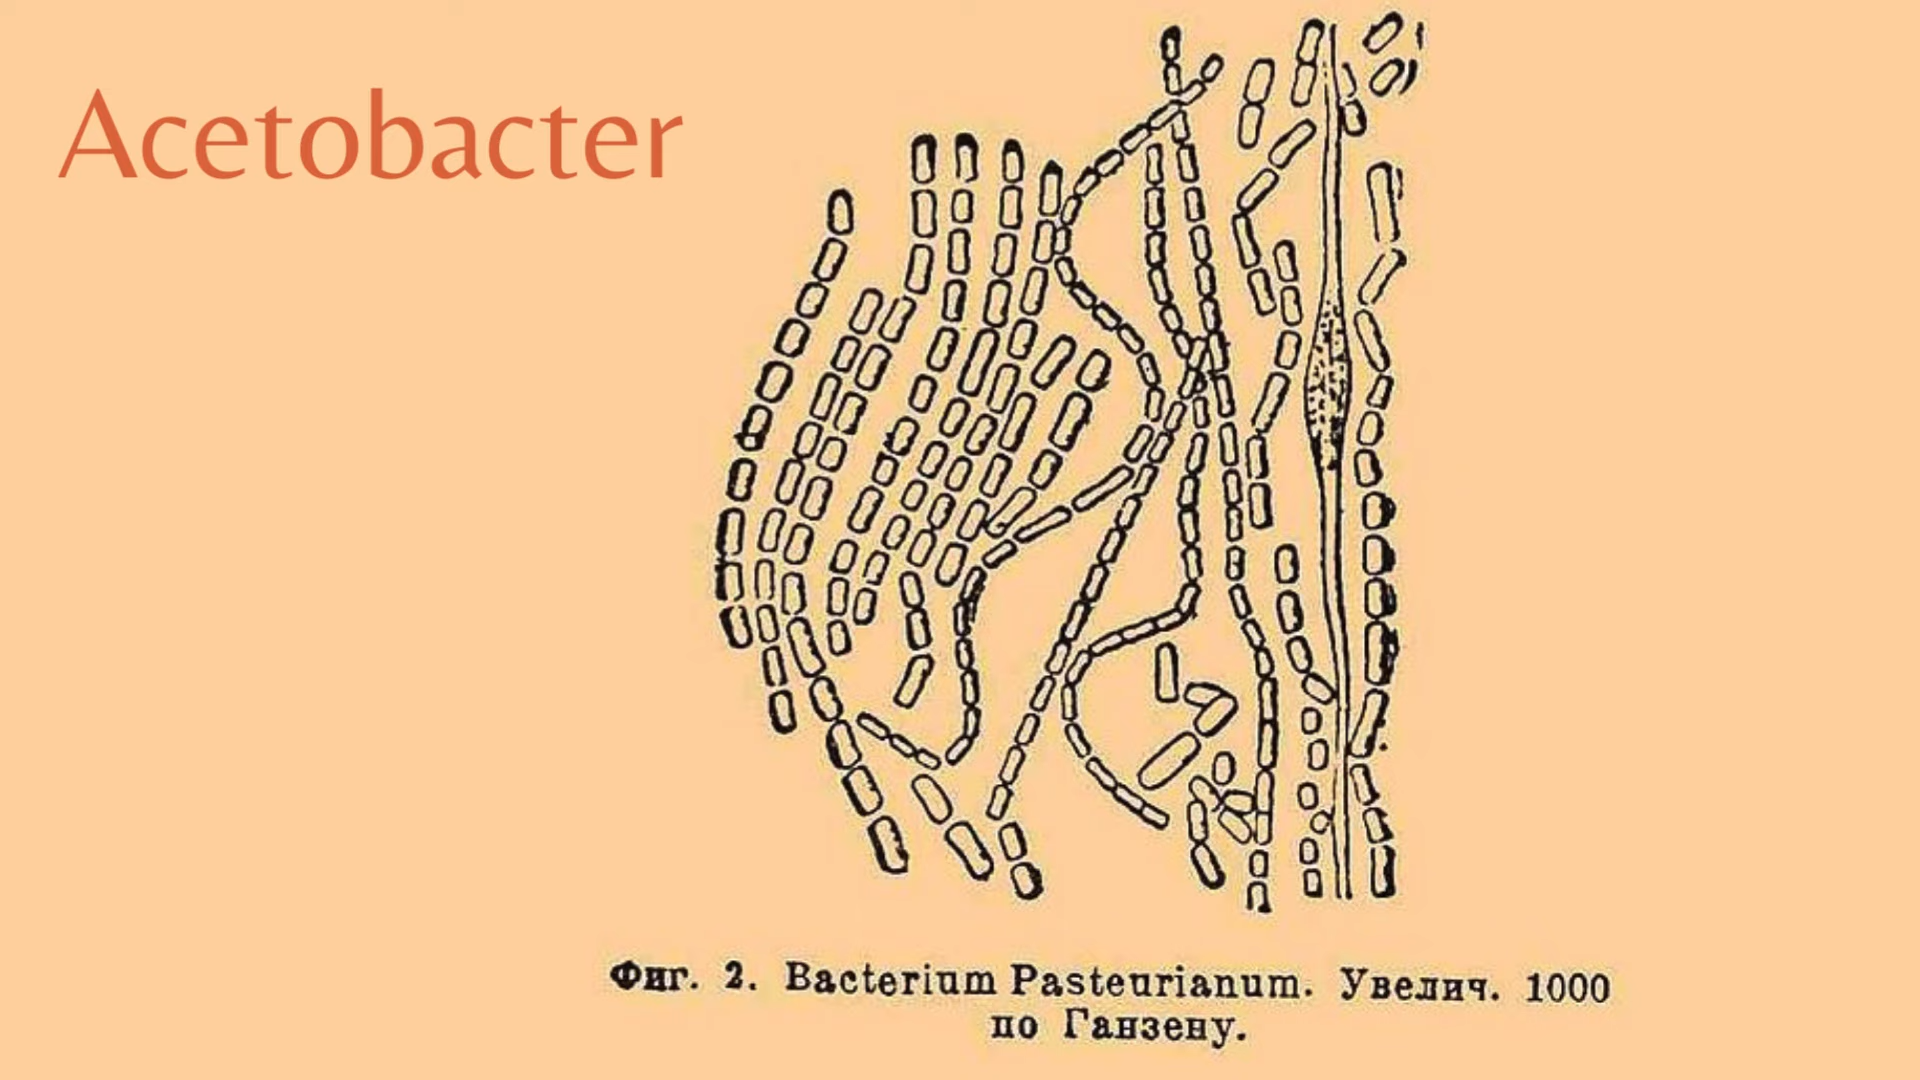 Acetobacter
Фиг. 2. Bacterium Pasteurianum. Увелич. 1000
по Ганзену.